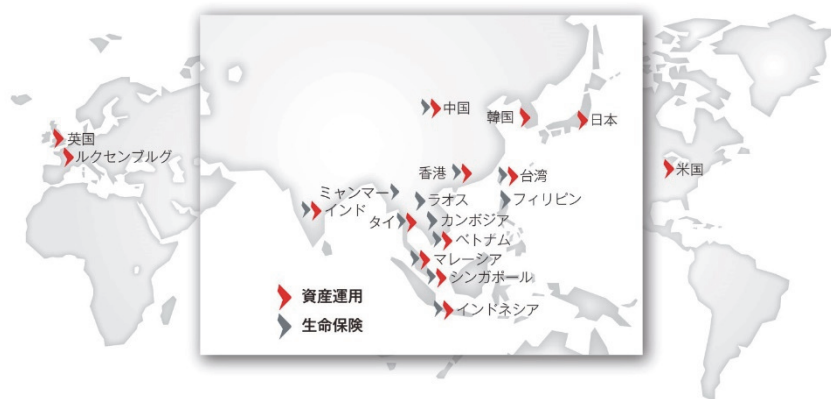 中国
韓国
日本
英国
ルクセンブルグ
香港
台湾
米国
ミャンマー
ラオス
フィリピン
インド
タイ
カンボジア
ベトナム
マレーシア
シンガポール
資産運用
インドネシア
生命保険